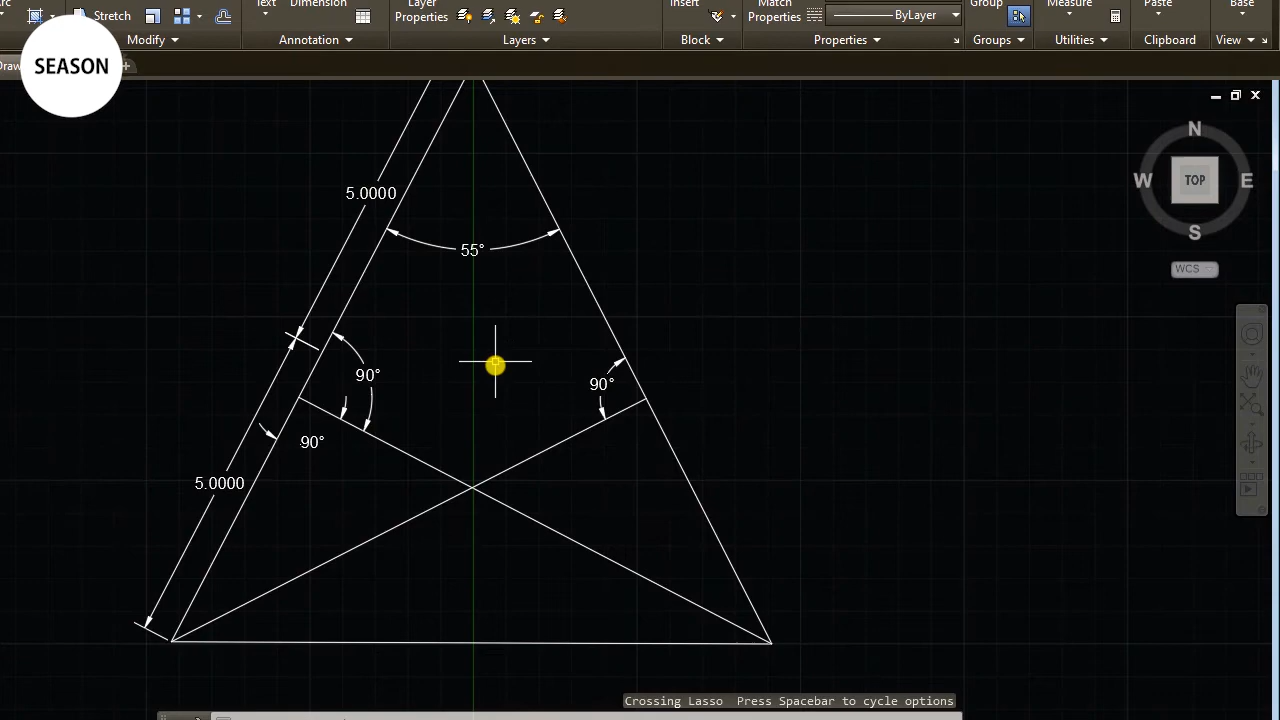 Text
Dimension
Insert
Match
Group
Measure
Paste
Base
Stretch
Layer
Properties
Properties
ByLayer
Modify
Annotation
Layers
Block
Properties
Groups
Utilities
Clipboard
View
Draw
+
SEASON
N
W
TOP
E
S
WCS
5.0000
55°
90°
90°
90°
5.0000
Crossing Lasso Press Spacebar to cycle options